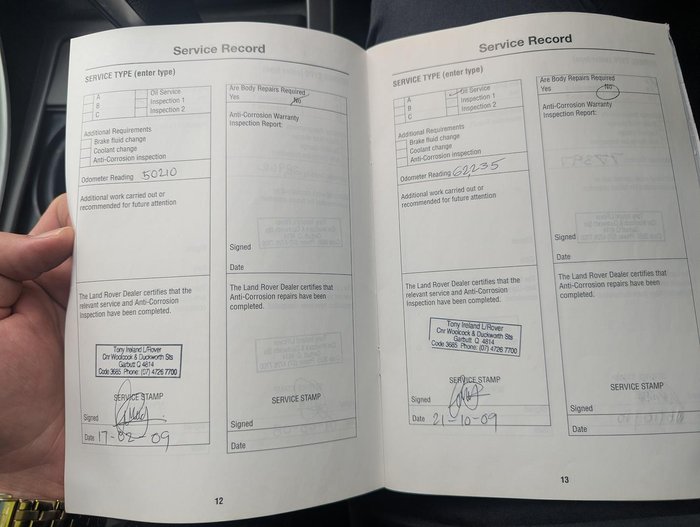 Service Record
SERVICE TYPE (enter type)
A
B
C
Oil Service
Inspection 1
Inspection 2
Additional Requirements
Brake fluid change
Coolant change
Anti-Corrosion inspection
Odometer Reading 50210
Additional work carried out or
recommended for future attention
The Land Rover Dealer certifies that the
relevant service and Anti-Corrosion
Inspection have been completed.
Tony Ireland L/Rover
Cnr Woolcock & Duckworth Sts
Garbutt Q 4814
Code 3685 Phone: (07) 4726 7700
SERVICE STAMP
Signed
Date 17-02-09
Are Body Repairs Required
Yes No
Anti-Corrosion Warranty
Inspection Report:
Signed
Date
The Land Rover Dealer certifies that
Anti-Corrosion repairs have been
completed.
SERVICE STAMP
Signed
Date
12
Service Record
SERVICE TYPE (enter type)
A
B
C
Oil Service
Inspection 1
Inspection 2
Additional Requirements
Brake fluid change
Coolant change
Anti-Corrosion inspection
Odometer Reading 62,235
Additional work carried out or
recommended for future attention
The Land Rover Dealer certifies that the
relevant service and Anti-Corrosion
Inspection have been completed.
Tony Ireland L/Rover
Cnr Woolcock & Duckworth Sts
Garbutt Q 4814
Code 3685 Phone: (07) 4726 7700
SERVICE STAMP
Signed
Date 21-10-09
Are Body Repairs Required
Yes No
Anti-Corrosion Warranty
Inspection Report:
Signed
Date
The Land Rover Dealer certifies that
Anti-Corrosion repairs have been
completed.
SERVICE STAMP
Signed
Date
13